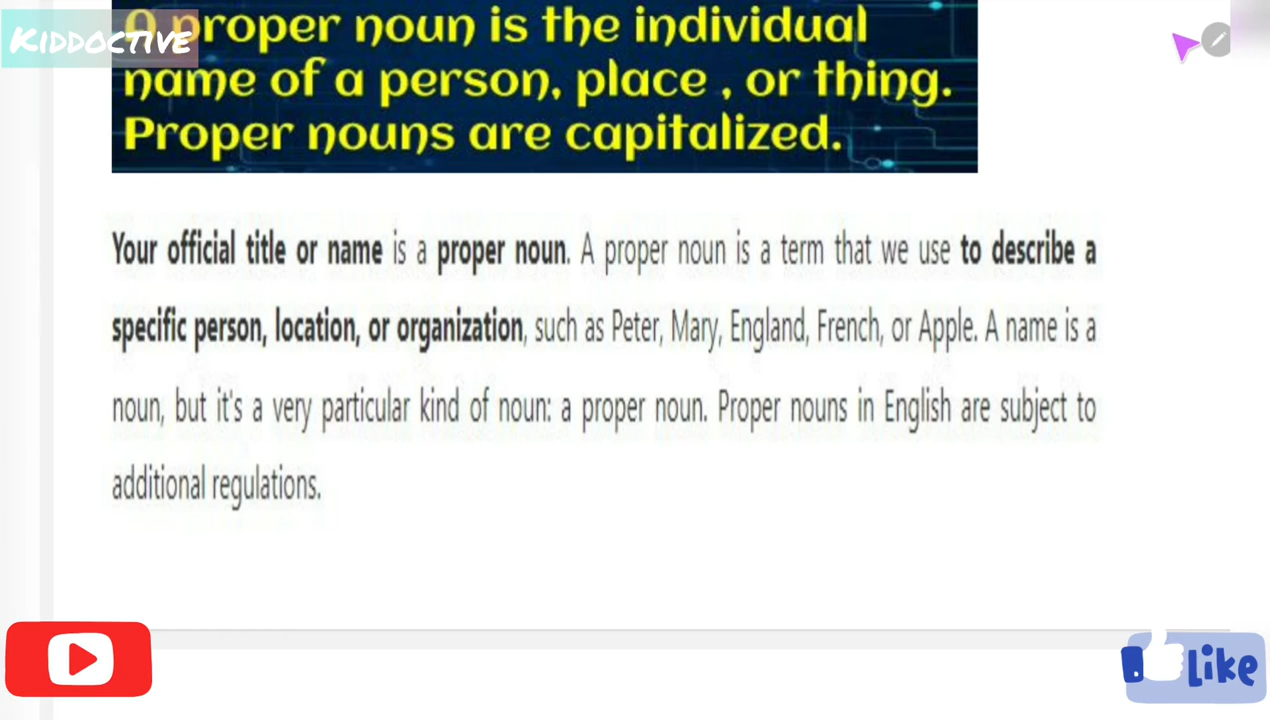 KIDDOCTIVE
A proper noun is the individual
name of a person, place , or thing.
Proper nouns are capitalized.
Your official title or name is a proper noun. A proper noun is a term that we use to describe a
specific person, location, or organization, such as Peter, Mary, England, French, or Apple. A name is a
noun, but it's a very particular kind of noun: a proper noun. Proper nouns in English are subject to
additional regulations.
Like